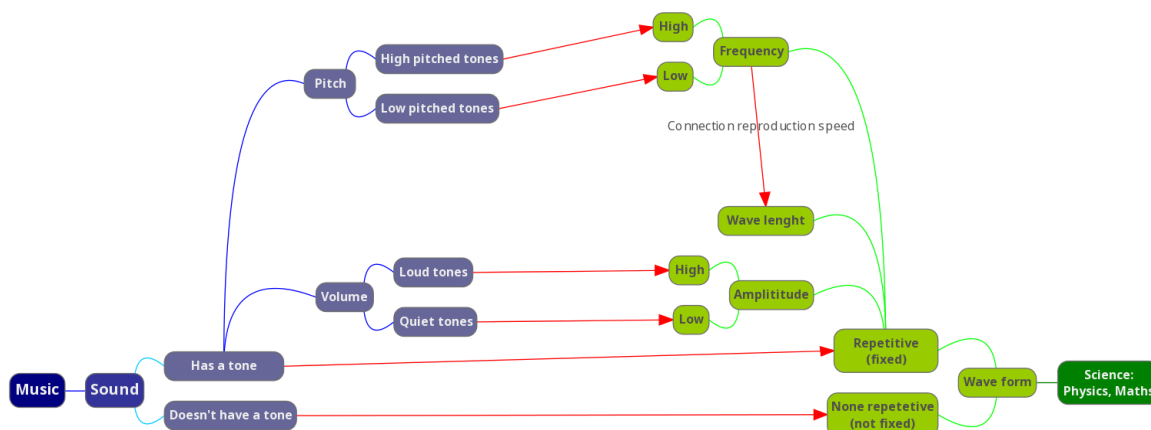 High
Frequency
High pitched tones
Low
Pitch
Low pitched tones
Connection reproduction speed
Wave lenght
Loud tones
High
Volume
Amplititude
Quiet tones
Low
Has a tone
Repetitive
(fixed)
Music
Sound
Wave form
Science:
Physics, Maths
Doesn't have a tone
None repetetive
(not fixed)